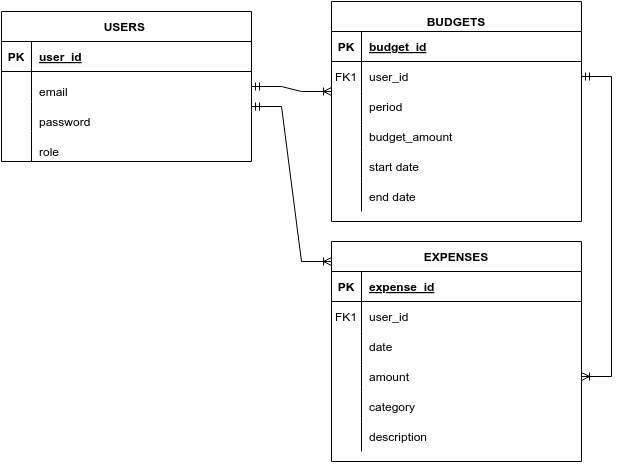 USERS
PK user_id
email
password
role
BUDGETS
PK budget_id
FK1 user_id
period
budget_amount
start date
end date
EXPENSES
PK expense_id
FK1 user_id
date
amount
category
description